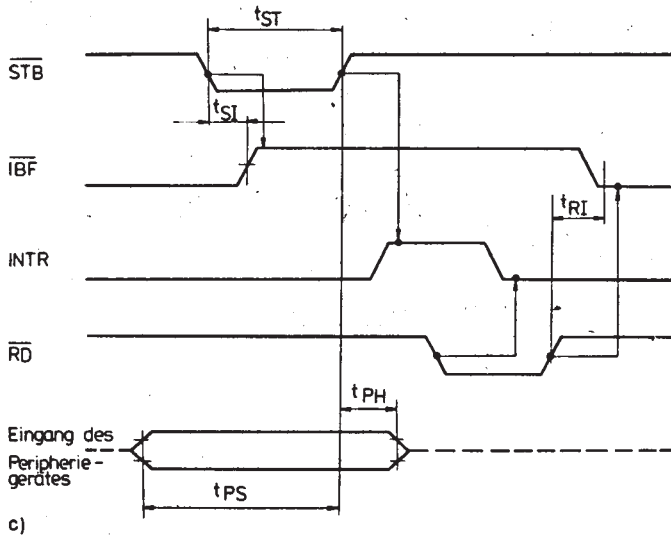 tST
STB
tSI
IBF
tRI
INTR
RD
tPH
Eingang des
Peripherie-
gerätes
tPS
c)